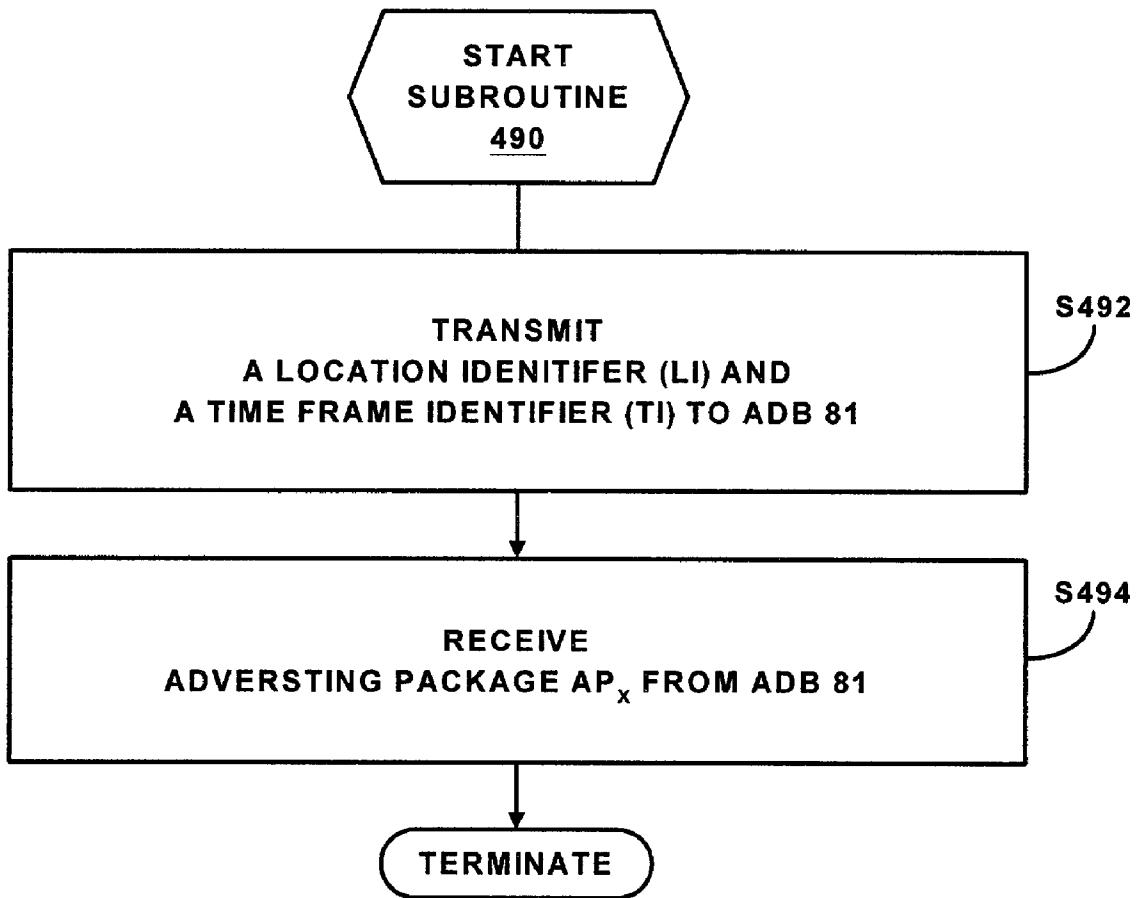 START
SUBROUTINE
490
TRANSMIT
A LOCATION IDENITIFER (LI) AND
A TIME FRAME IDENTIFIER (TI) TO ADB 81
S492
RECEIVE
ADVERSTING PACKAGE APx FROM ADB 81
S494
TERMINATE